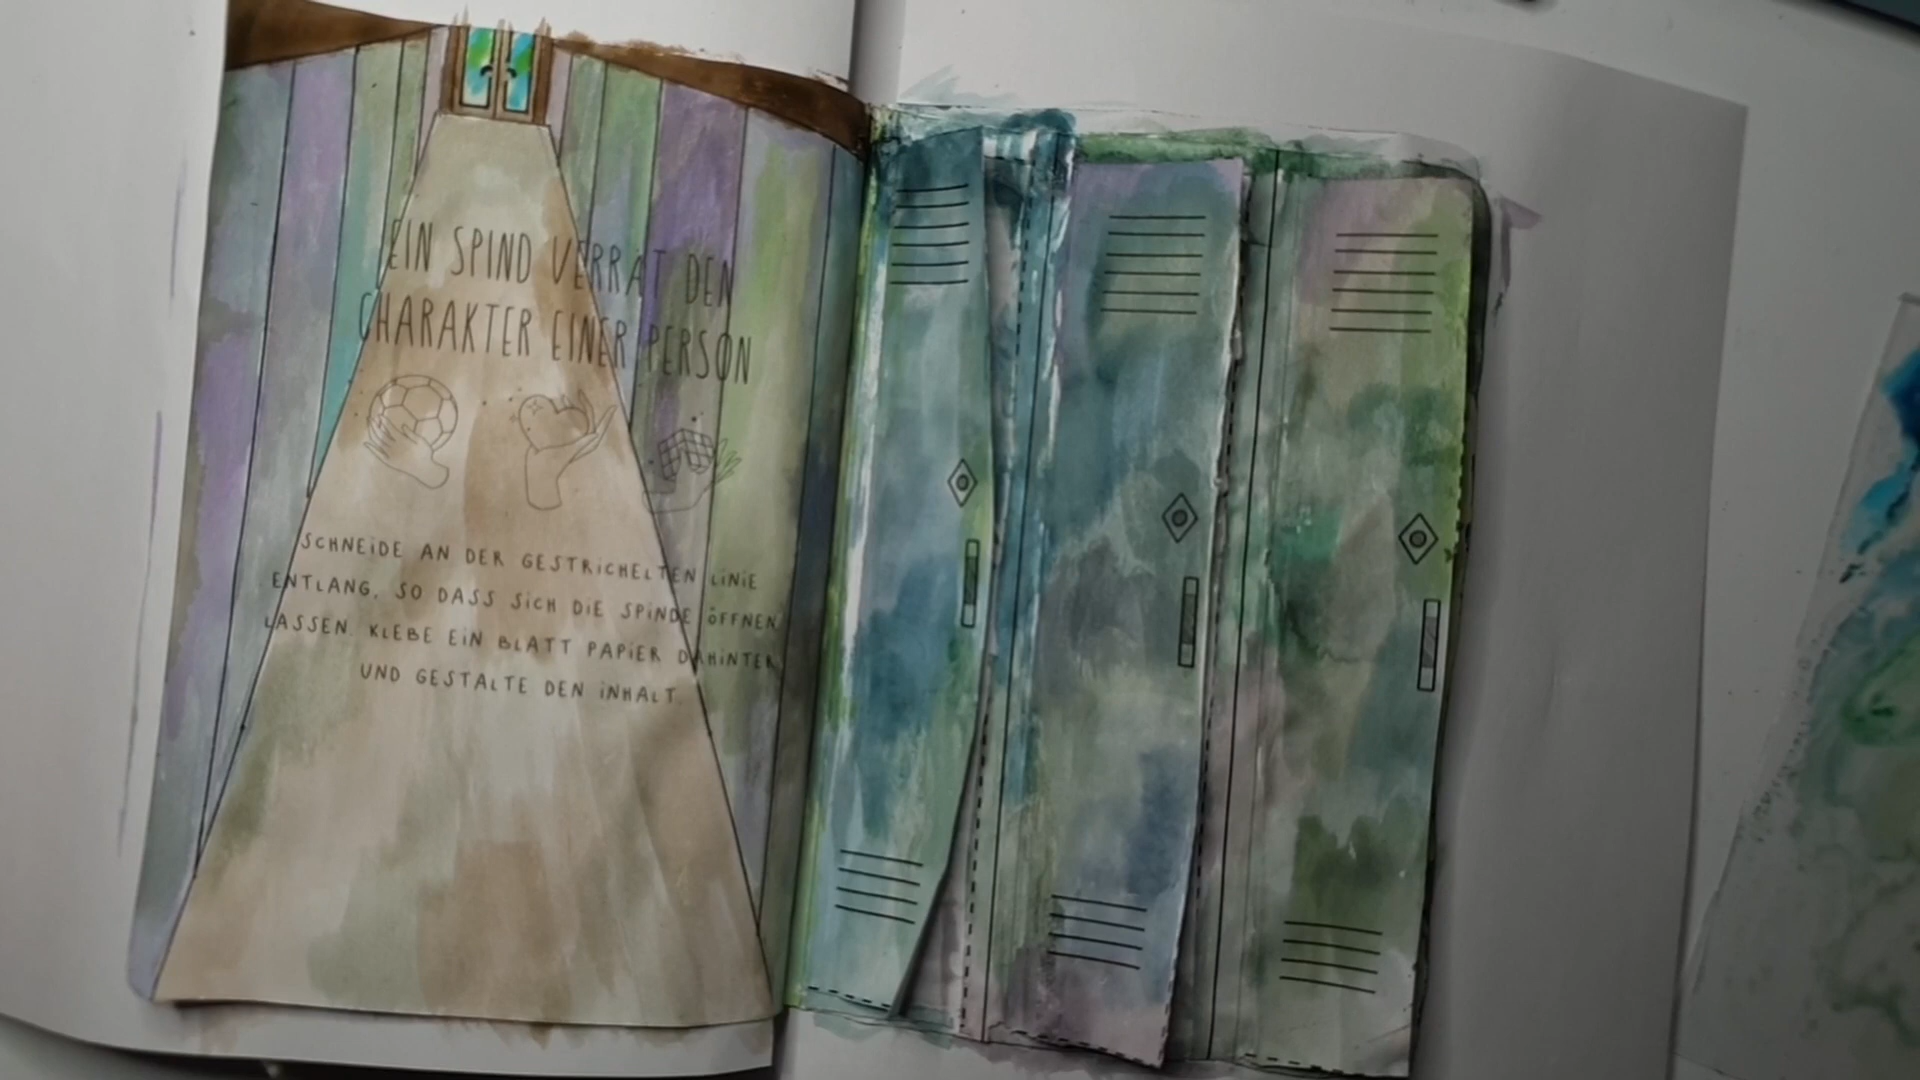 EIN SPIND VERRÄT DEN
CHARAKTER EINER PERSON
SCHNEIDE AN DER GESTRICHELTEN LINIE
ENTLANG, SO DASS SICH DIE SPINDE ÖFFNEN
LASSEN. KLEBE EIN BLATT PAPIER DAHINTER
UND GESTALTE DEN INHALT.